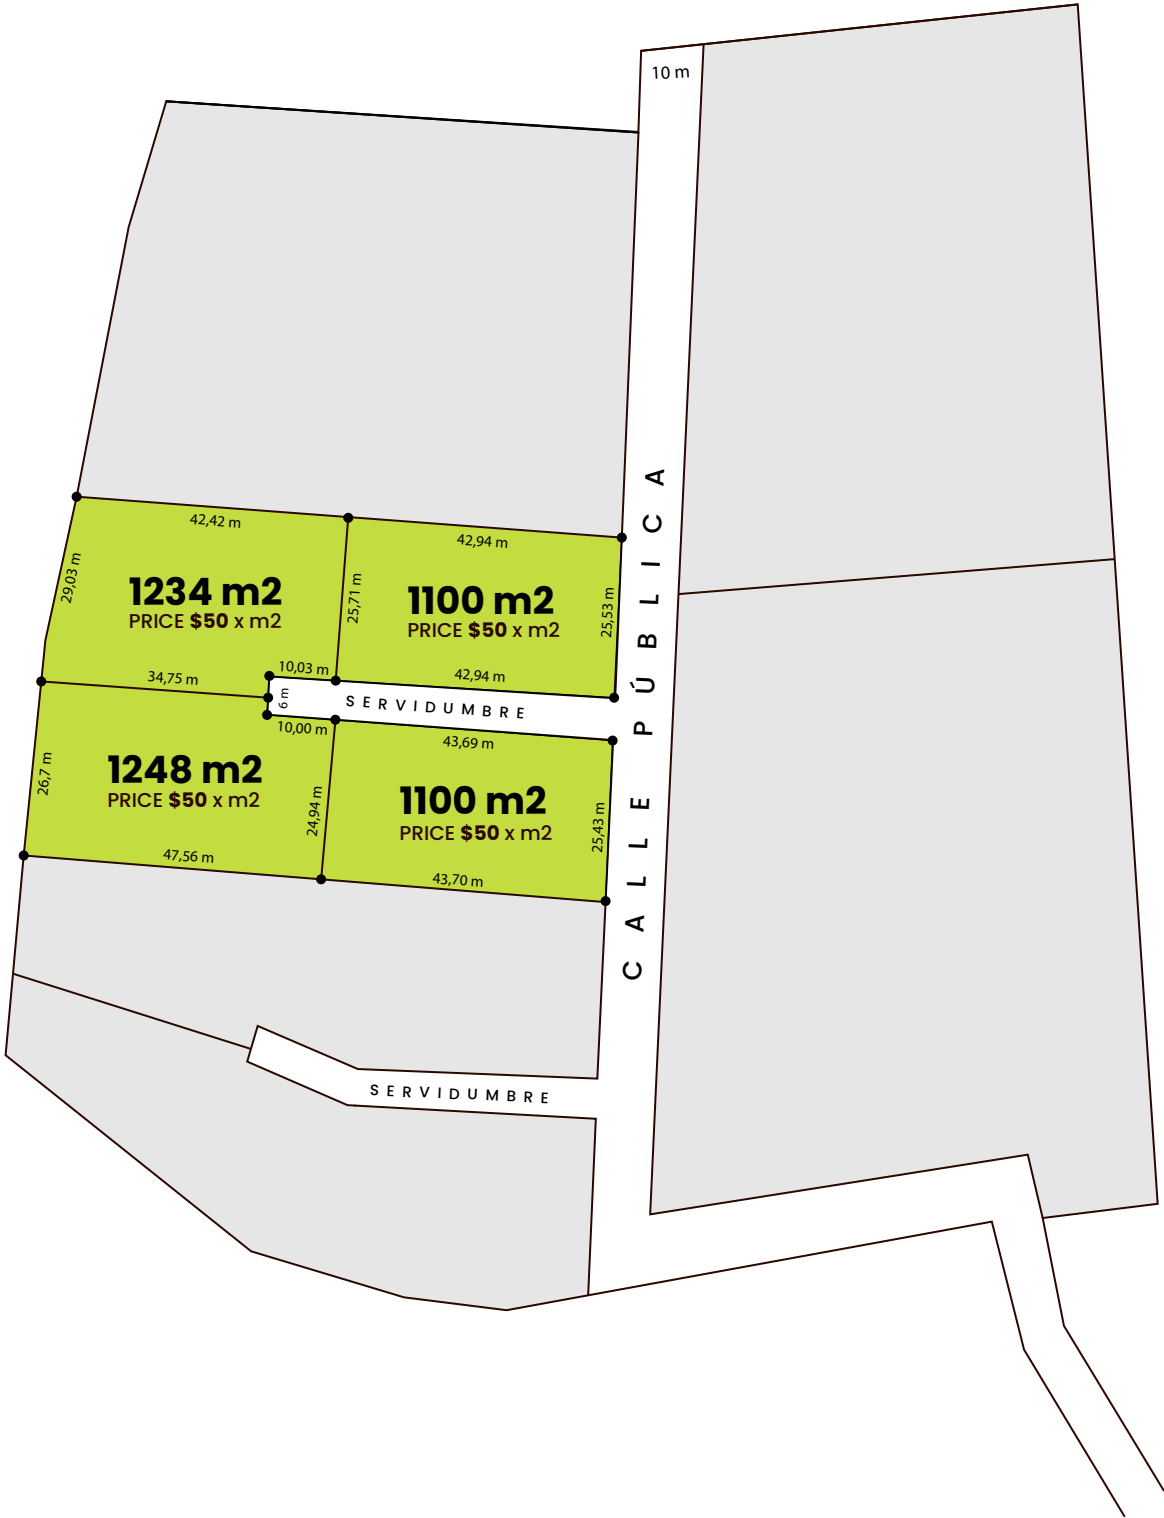 10 m
42,42 m
42,94 m
29,03 m
1234 m2
PRICE $50 x m2
25,71 m
1100 m2
PRICE $50 x m2
25,53 m
34,75 m
10,03 m
42,94 m
6 m
SERVIDUMBRE
10,00 m
43,69 m
26,7 m
1248 m2
PRICE $50 x m2
24,94 m
1100 m2
PRICE $50 x m2
25,43 m
47,56 m
43,70 m
CALLE PÚBLICA
SERVIDUMBRE